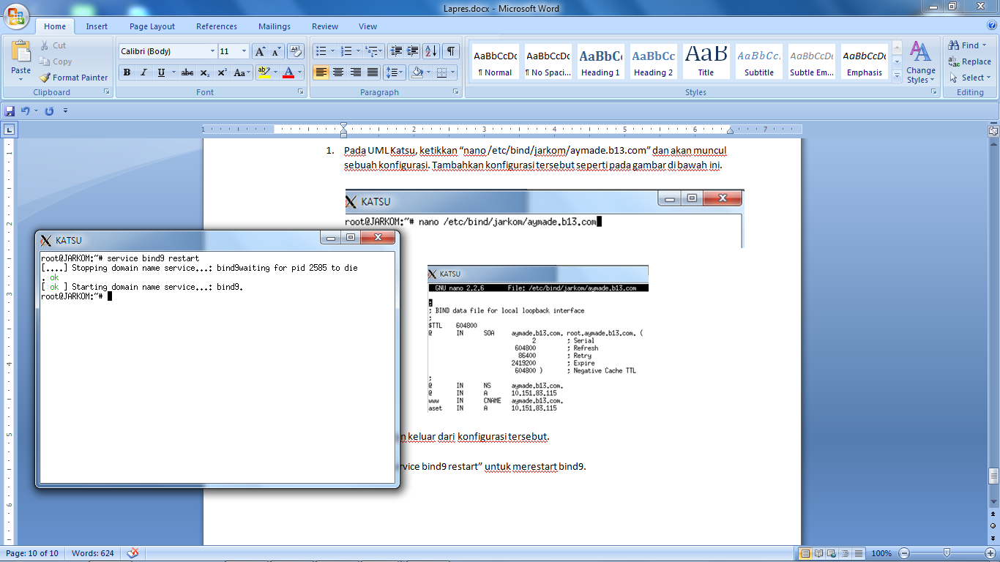 Lapres.docx - Microsoft Word
Home Insert Page Layout References Mailings Review View
Paste
Cut
Copy
Format Painter
Clipboard
Calibri (Body) 11
Font
Paragraph
AaBbCcDc AaBbCcDc AaBbCc AaBbCc AaB AaBbCc. AaBbCcDc AaBbCcDc
¶ Normal ¶ No Spaci... Heading 1 Heading 2 Title Subtitle Subtle Em... Emphasis
Change Styles
Styles
Find
Replace
Select
Editing
1 1 2 3 4 5 6 7
1. Pada UML Katsu, ketikkan “nano /etc/bind/jarkom/aymade.b13.com” dan akan muncul
sebuah konfigurasi. Tambahkan konfigurasi tersebut seperti pada gambar di bawah ini.
KATSU
root@JARKOM:~# nano /etc/bind/jarkom/aymade.b13.com
KATSU
root@JARKOM:~# service bind9 restart
[....] Stopping domain name service...: bind9waiting for pid 2585 to die
. ok
[ ok ] Starting domain name service...: bind9.
root@JARKOM:~#
KATSU
GNU nano 2.2.6 File: /etc/bind/jarkom/aymade.b13.com
;
; BIND data file for local loopback interface
;
$TTL 604800
@ IN SOA aymade.b13.com. root.aymade.b13.com. (
2 ; Serial
604800 ; Refresh
86400 ; Retry
2419200 ; Expire
604800 ) ; Negative Cache TTL
;
@ IN NS aymade.b13.com.
@ IN A 10.151.83.115
www IN CNAME aymade.b13.com.
aset IN A 10.151.83.115
n keluar dari konfigurasi tersebut.
rvice bind9 restart” untuk merestart bind9.
Page: 10 of 10 Words: 624 100%